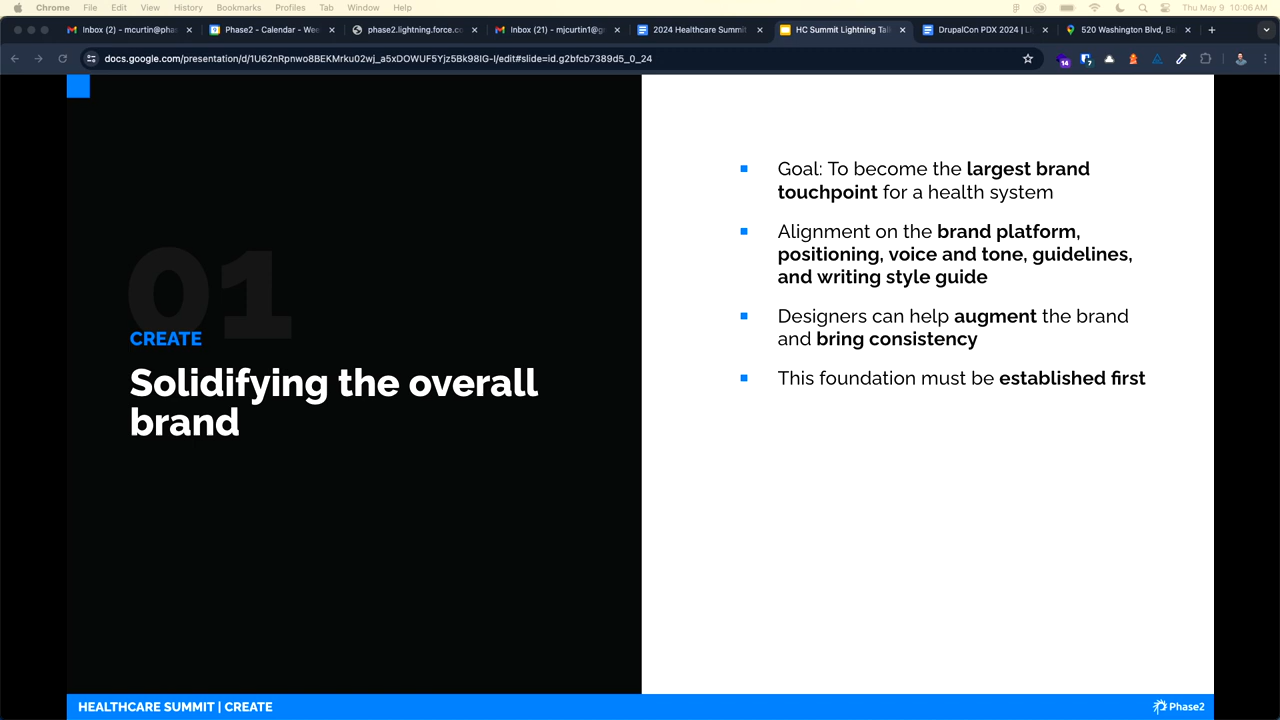 Chrome File Edit View History Bookmarks Profiles Tab Window Help Thu May 9 10:06 AM
Inbox (2) - mcurtin@phas
Phase2 - Calendar - Wee
phase2.lightning.force.c
Inbox (21) - mjcurtin1@g
2024 Healthcare Summit
HC Summit Lightning Tal
DrupalCon PDX 2024 | Li
520 Washington Blvd, Ba
docs.google.com/presentation/d/1U62nRpnwo8BEKMrku02wj_a5xDOWUF5Yjz5Bk98IG-I/edit#slide=id.g2bfcb7389d5_0_24
14
7
01
CREATE
Solidifying the overall
brand
Goal: To become the largest brand
touchpoint for a health system
Alignment on the brand platform,
positioning, voice and tone, guidelines,
and writing style guide
Designers can help augment the brand
and bring consistency
This foundation must be established first
HEALTHCARE SUMMIT | CREATE
Phase2